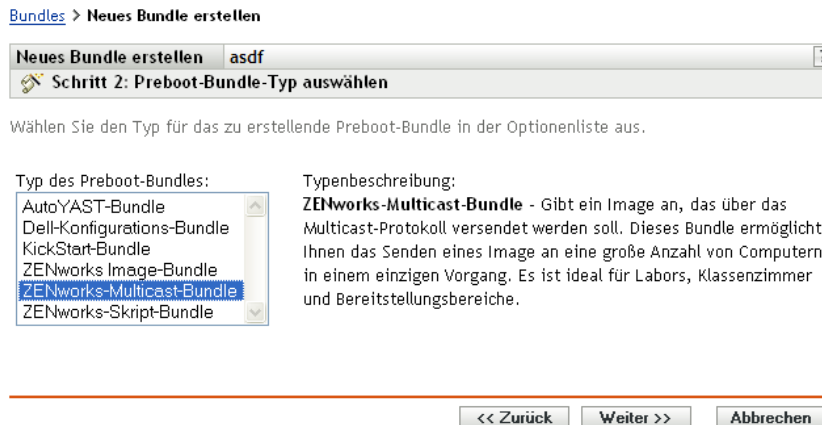 Bundles > Neues Bundle erstellen
Neues Bundle erstellen asdf
Schritt 2: Preboot-Bundle-Typ auswählen
Wählen Sie den Typ für das zu erstellende Preboot-Bundle in der Optionenliste aus.
Typ des Preboot-Bundles:
AutoYAST-Bundle
Dell-Konfigurations-Bundle
KickStart-Bundle
ZENworks Image-Bundle
ZENworks-Multicast-Bundle
ZENworks-Skript-Bundle
Typenbeschreibung:
ZENworks-Multicast-Bundle - Gibt ein Image an, das über das
Multicast-Protokoll versendet werden soll. Dieses Bundle ermöglicht
Ihnen das Senden eines Image an eine große Anzahl von Computern
in einem einzigen Vorgang. Es ist ideal für Labors, Klassenzimmer
und Bereitstellungsbereiche.
<< Zurück Weiter >> Abbrechen